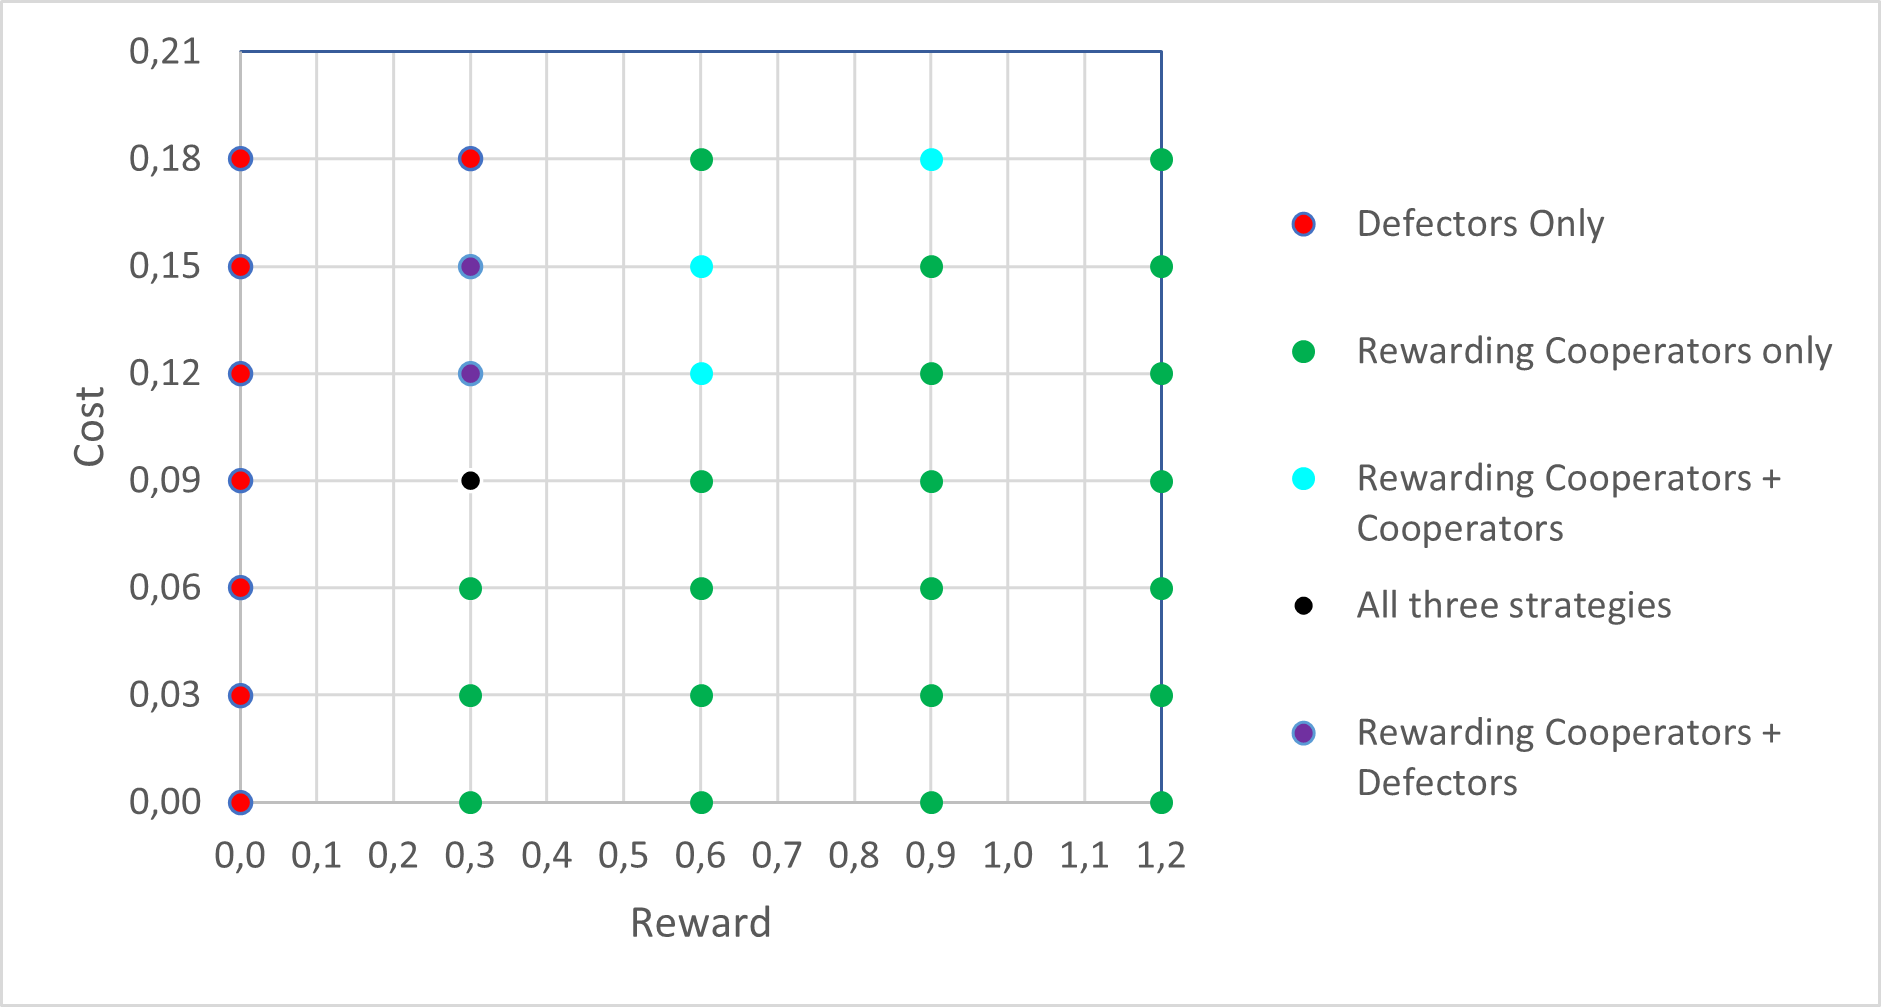 0,21
0,18
0,15
0,12
0,09
0,06
0,03
0,00
Cost
0,0 0,1 0,2 0,3 0,4 0,5 0,6 0,7 0,8 0,9 1,0 1,1 1,2
Reward
Defectors Only
Rewarding Cooperators only
Rewarding Cooperators +
Cooperators
All three strategies
Rewarding Cooperators +
Defectors